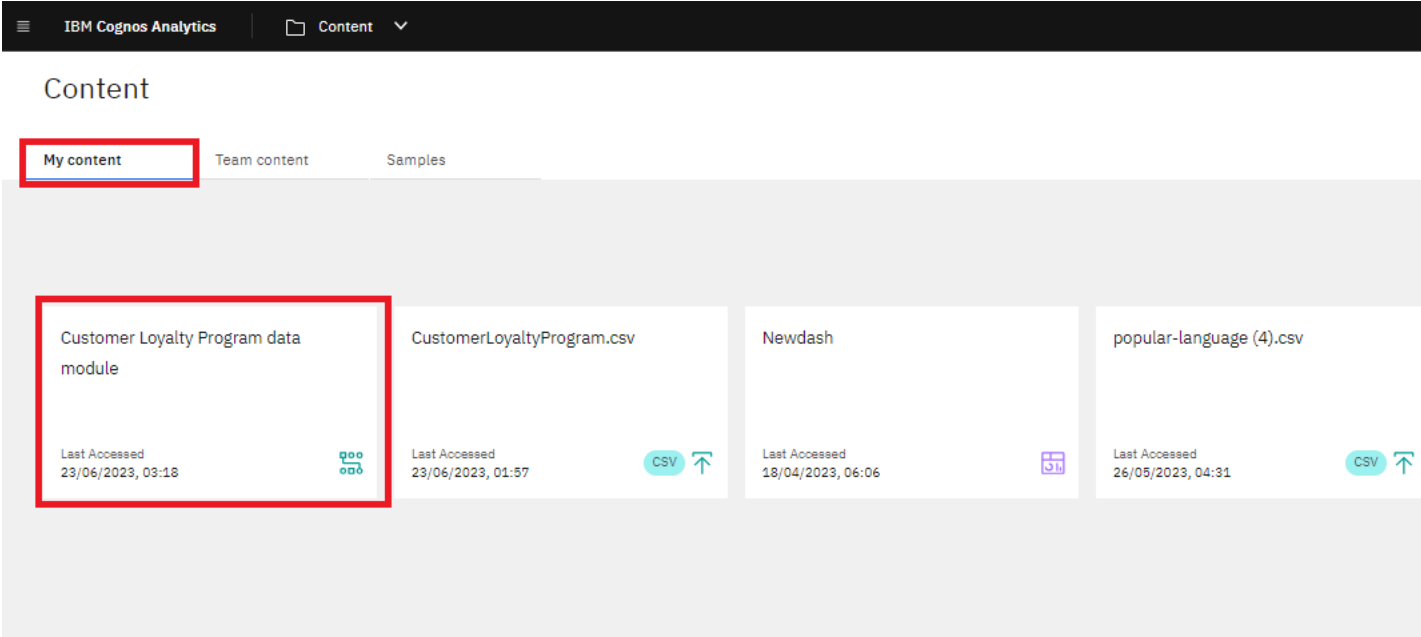 IBM Cognos Analytics
Content
Content
My content
Team content
Samples
Customer Loyalty Program data
module
Last Accessed
23/06/2023, 03:18
CustomerLoyaltyProgram.csv
Last Accessed
23/06/2023, 01:57
CSV
Newdash
Last Accessed
18/04/2023, 06:06
popular-language (4).csv
Last Accessed
26/05/2023, 04:31
CSV